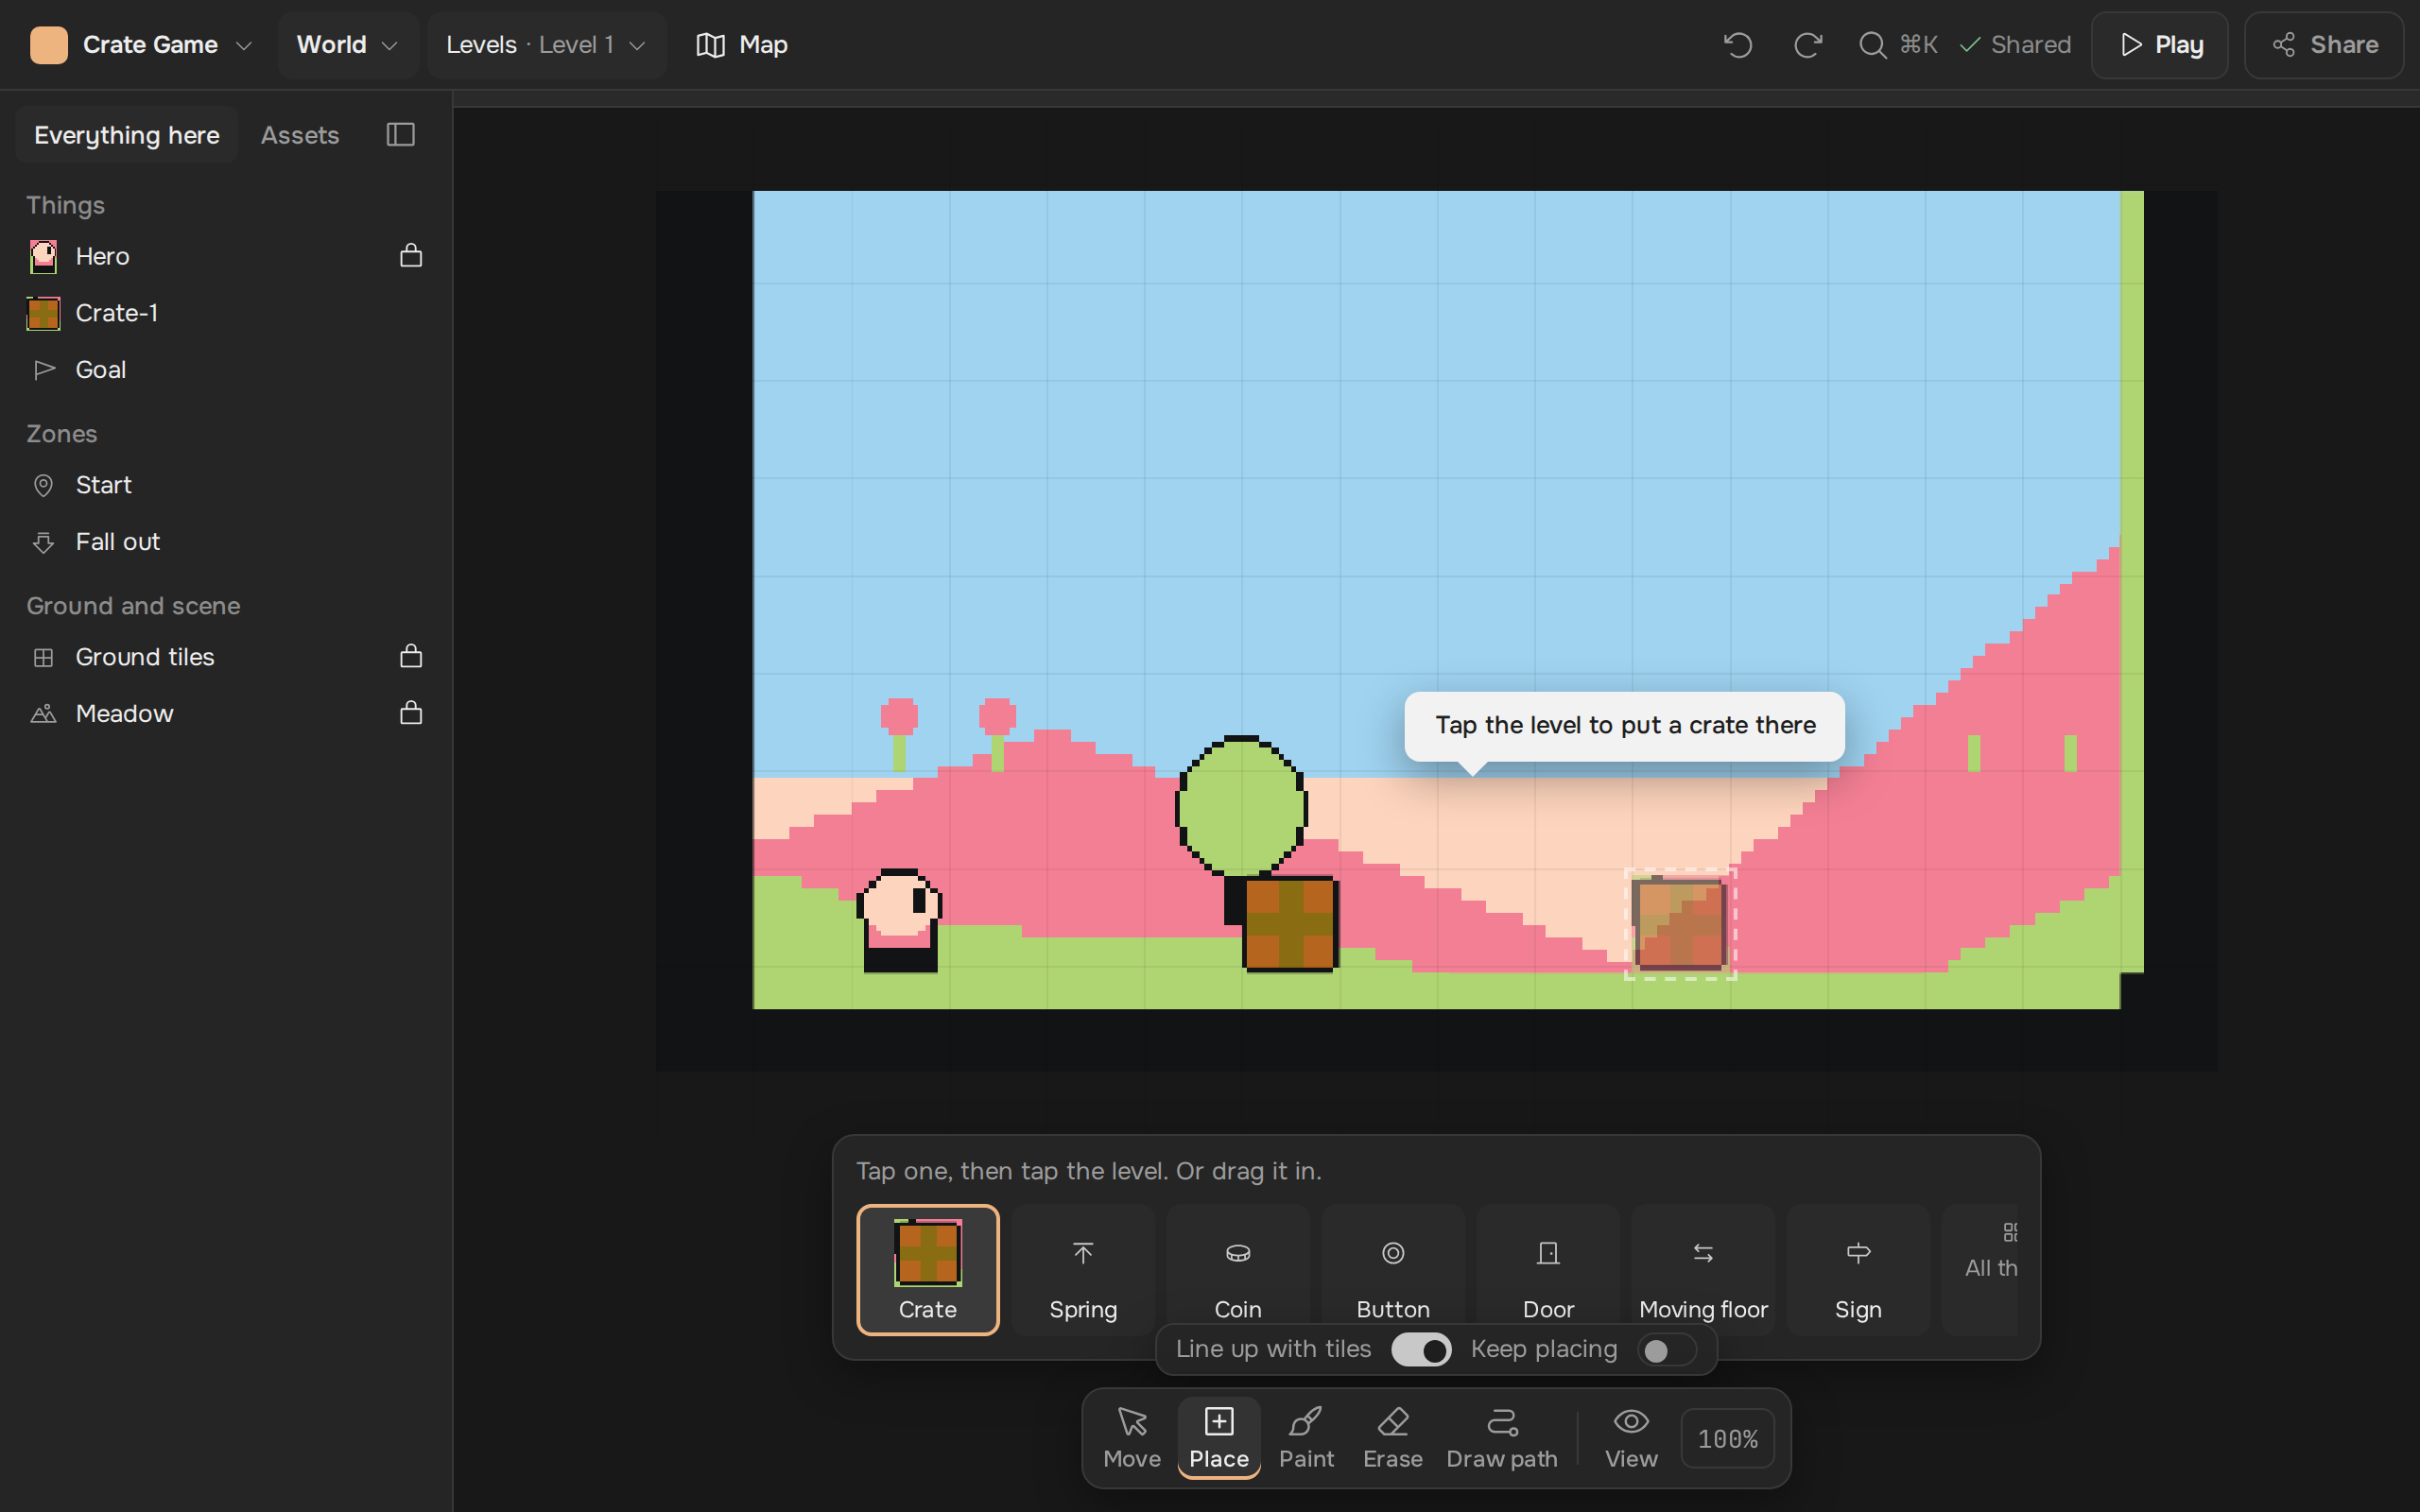 Crate Game
World
Levels · Level 1
Map
⌘K
Shared
Play
Share
Everything here
Assets
Things
Hero
Crate-1
Goal
Zones
Start
Fall out
Ground and scene
Ground tiles
Meadow
Tap the level to put a crate there
Tap one, then tap the level. Or drag it in.
Crate
Spring
Coin
Button
Door
Moving floor
Sign
All th
Line up with tiles
Keep placing
Move
Place
Paint
Erase
Draw path
View
100%